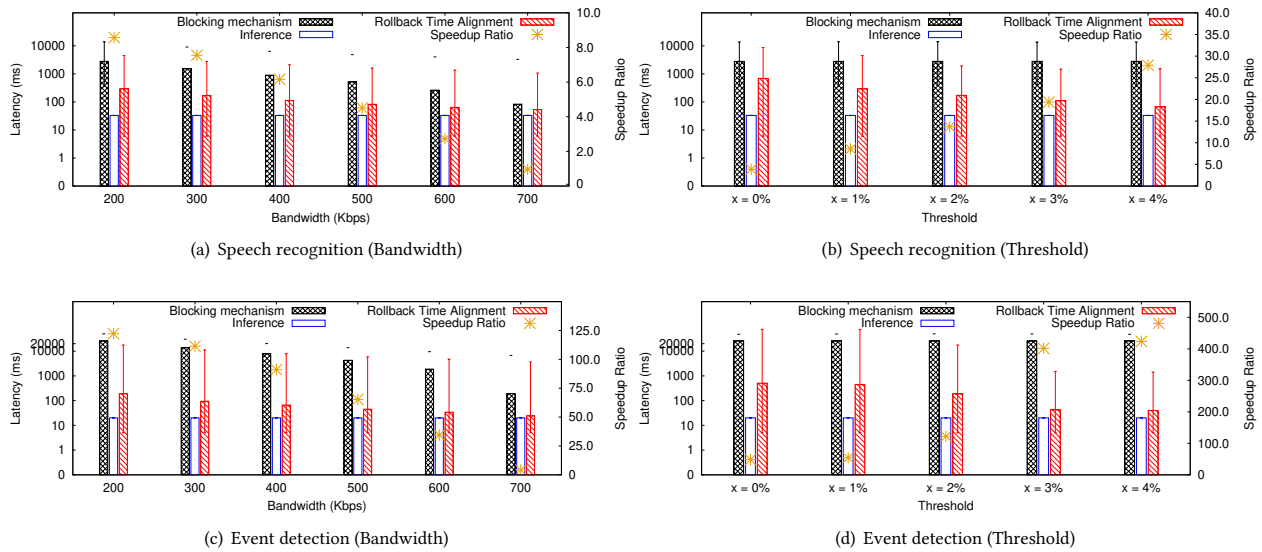 Blocking mechanism
Inference
Rollback Time Alignment
Speedup Ratio
10000
1000
100
10
1
0
Latency (ms)
10.0
8.0
6.0
4.0
2.0
0
Speedup Ratio
200 300 400 500 600 700
Bandwidth (Kbps)
(a) Speech recognition (Bandwidth)
Blocking mechanism
Inference
Rollback Time Alignment
Speedup Ratio
10000
1000
100
10
1
0
Latency (ms)
40.0
35.0
30.0
25.0
20.0
15.0
10.0
5.0
0
Speedup Ratio
x = 0% x = 1% x = 2% x = 3% x = 4%
Threshold
(b) Speech recognition (Threshold)
Blocking mechanism
Inference
Rollback Time Alignment
Speedup Ratio
20000
10000
1000
100
10
1
0
Latency (ms)
125.0
100.0
75.0
50.0
25.0
0
Speedup Ratio
200 300 400 500 600 700
Bandwidth (Kbps)
(c) Event detection (Bandwidth)
Blocking mechanism
Inference
Rollback Time Alignment
Speedup Ratio
20000
10000
1000
100
10
1
0
Latency (ms)
500.0
400.0
300.0
200.0
100.0
0
Speedup Ratio
x = 0% x = 1% x = 2% x = 3% x = 4%
Threshold
(d) Event detection (Threshold)